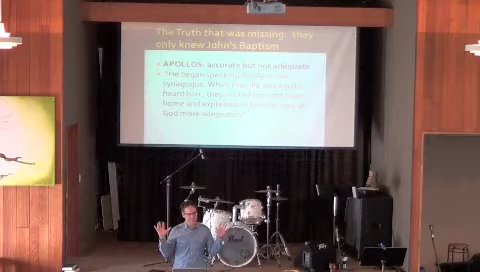 The Truth that was missing: they
only knew John's Baptism
APOLLOS: accurate but not adequate
"He began speaking boldly in the
synagogue. When Priscilla and Aquila
heard him, they invited him to their
home and explained to him the way of
God more adequately"
Pearl